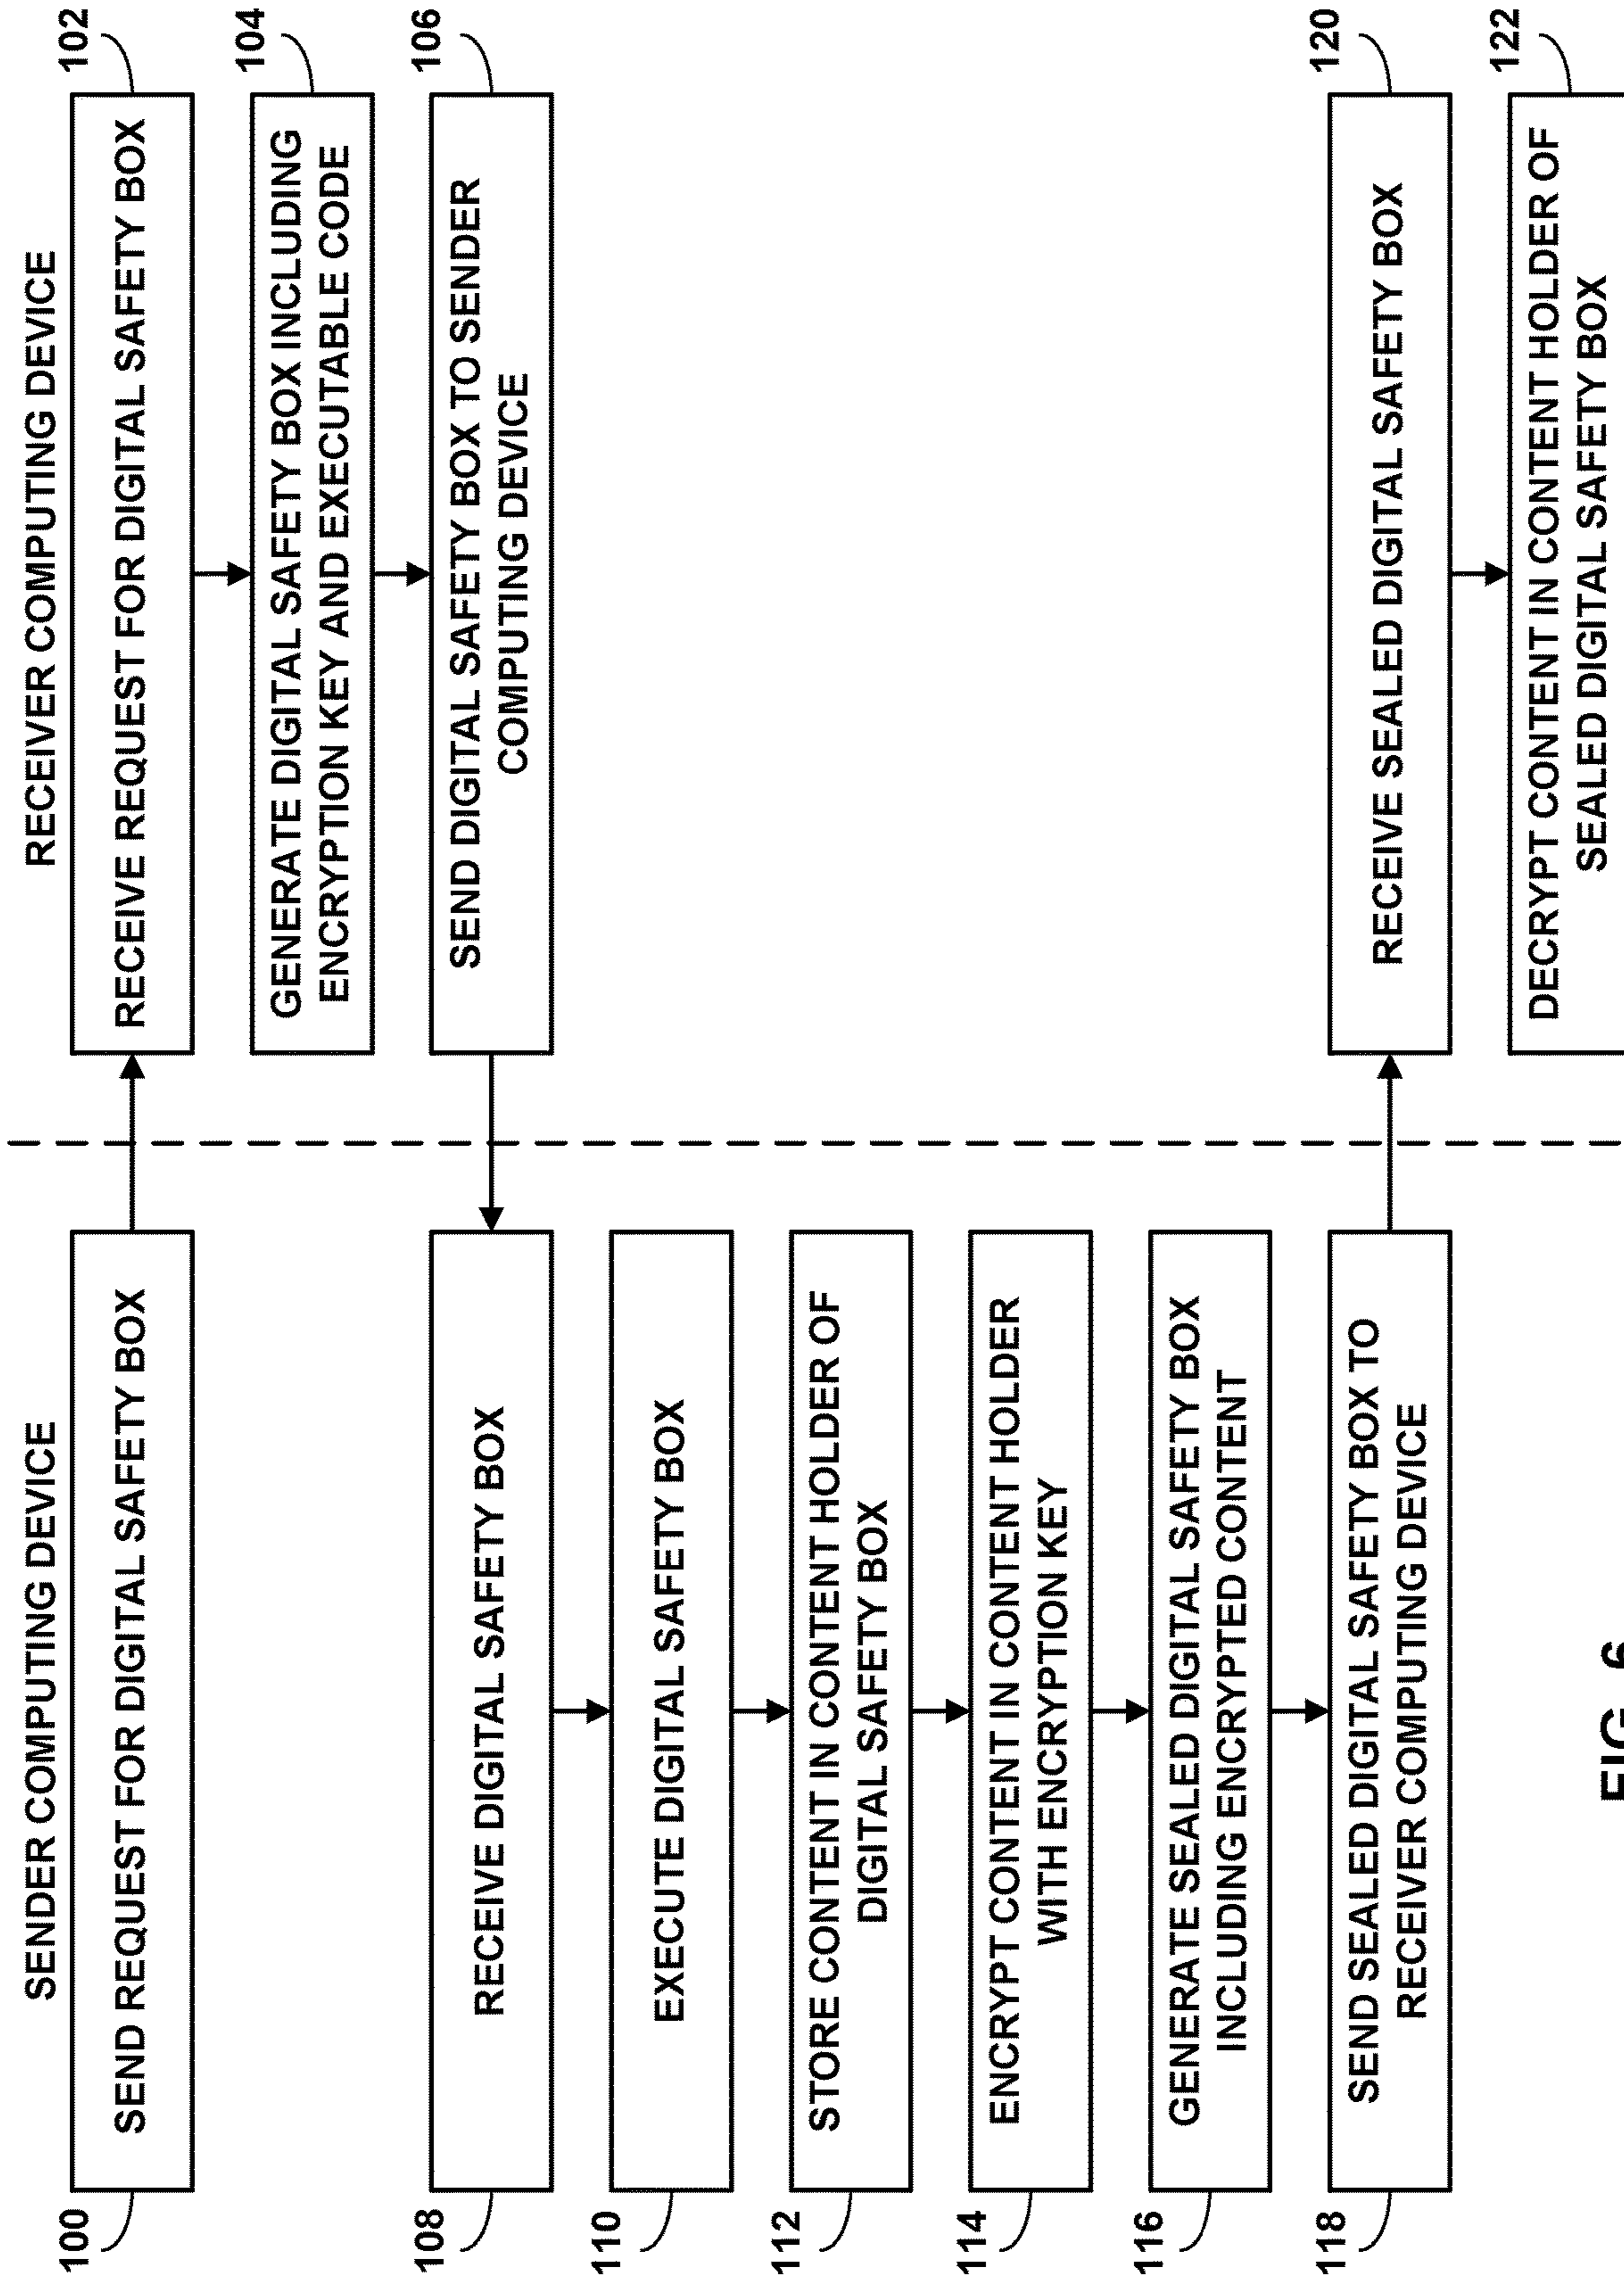 SENDER COMPUTING DEVICE
RECEIVER COMPUTING DEVICE
100
SEND REQUEST FOR DIGITAL SAFETY BOX
RECEIVE REQUEST FOR DIGITAL SAFETY BOX
102
GENERATE DIGITAL SAFETY BOX INCLUDING
ENCRYPTION KEY AND EXECUTABLE CODE
104
SEND DIGITAL SAFETY BOX TO SENDER
COMPUTING DEVICE
106
108
RECEIVE DIGITAL SAFETY BOX
110
EXECUTE DIGITAL SAFETY BOX
112
STORE CONTENT IN CONTENT HOLDER OF
DIGITAL SAFETY BOX
114
ENCRYPT CONTENT IN CONTENT HOLDER
WITH ENCRYPTION KEY
116
GENERATE SEALED DIGITAL SAFETY BOX
INCLUDING ENCRYPTED CONTENT
118
SEND SEALED DIGITAL SAFETY BOX TO
RECEIVER COMPUTING DEVICE
RECEIVE SEALED DIGITAL SAFETY BOX
120
DECRYPT CONTENT IN CONTENT HOLDER OF
SEALED DIGITAL SAFETY BOX
122
FIG. 6